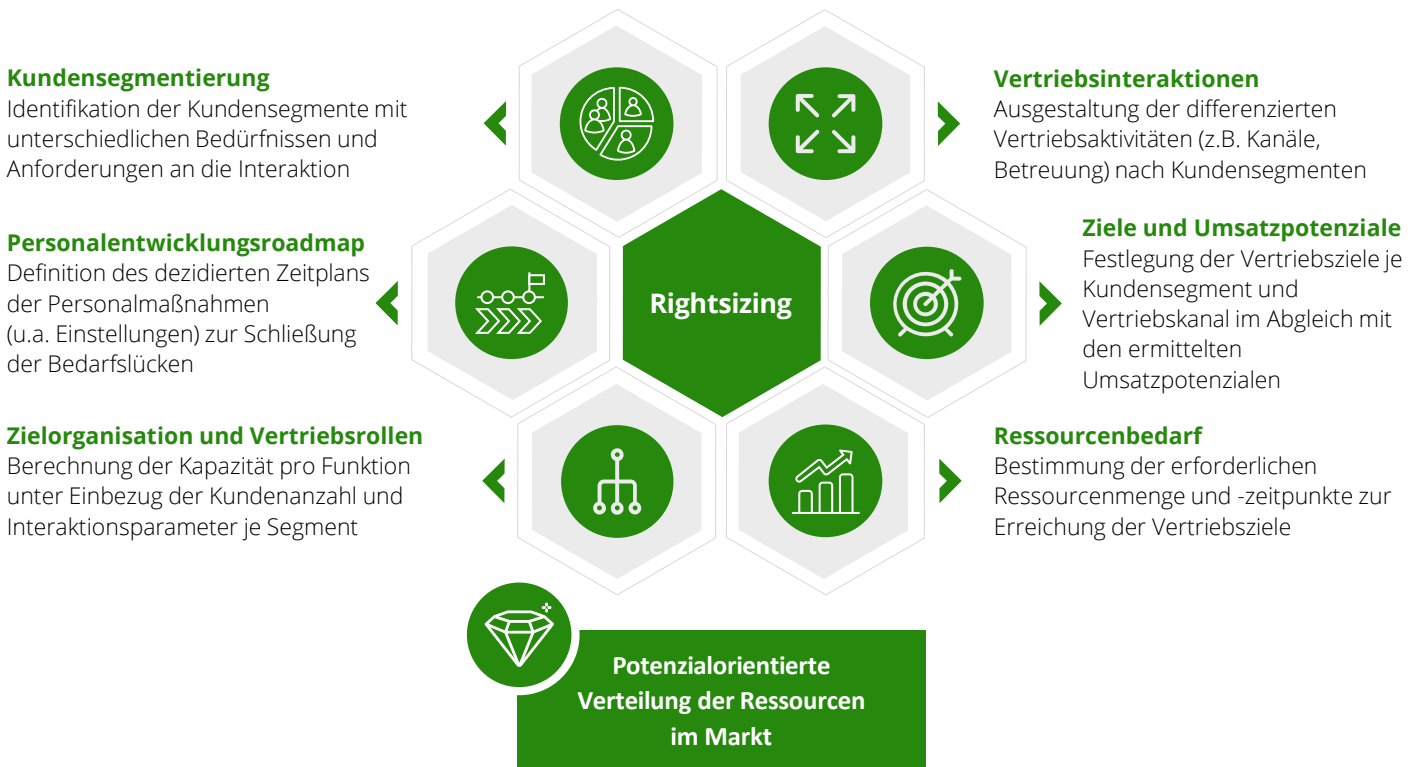 Kundensegmentierung
Identifikation der Kundensegmente mit
unterschiedlichen Bedürfnissen und
Anforderungen an die Interaktion
Personalentwicklungsroadmap
Definition des dezidierten Zeitplans
der Personalmaßnahmen
(u.a. Einstellungen) zur Schließung
der Bedarfslücken
Zielorganisation und Vertriebsrollen
Berechnung der Kapazität pro Funktion
unter Einbezug der Kundenanzahl und
Interaktionsparameter je Segment
Rightsizing
Vertriebsinteraktionen
Ausgestaltung der differenzierten
Vertriebsaktivitäten (z.B. Kanäle,
Betreuung) nach Kundensegmenten
Ziele und Umsatzpotenziale
Festlegung der Vertriebsziele je
Kundensegment und
Vertriebskanal im Abgleich mit
den ermittelten
Umsatzpotenzialen
Ressourcenbedarf
Bestimmung der erforderlichen
Ressourcenmenge und -zeitpunkte zur
Erreichung der Vertriebsziele
Potenzialorientierte
Verteilung der Ressourcen
im Markt